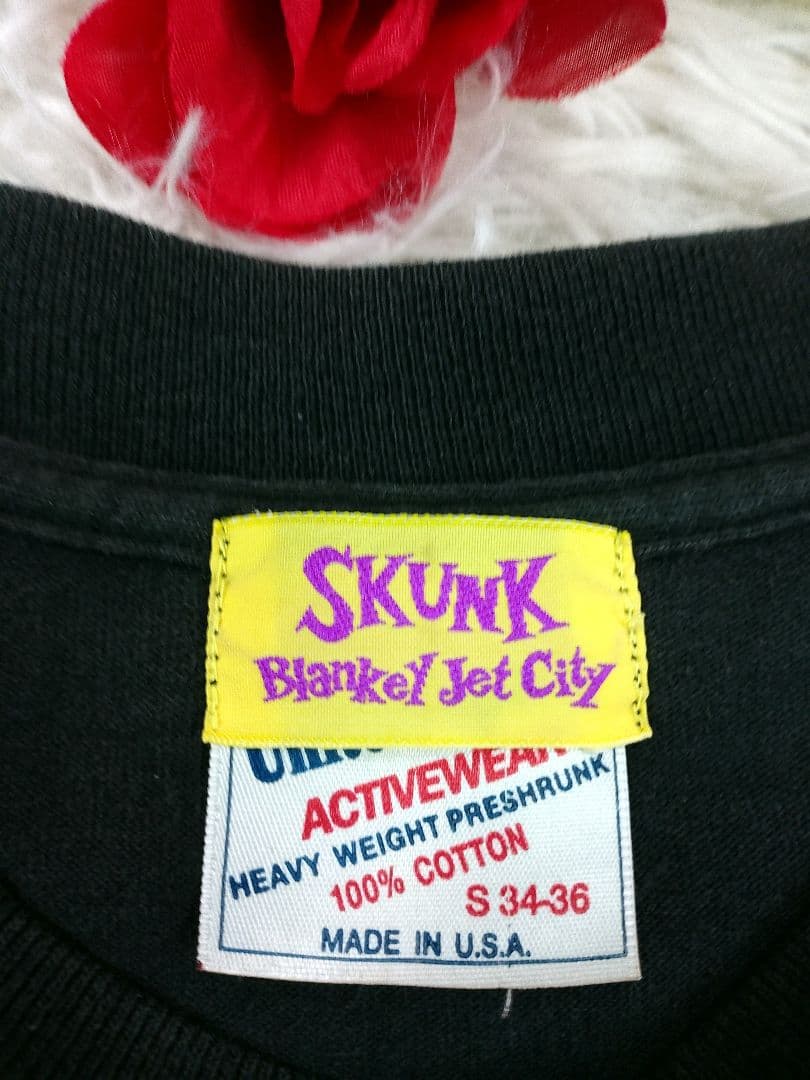 SKUNK
Blankey Jet City
ACTIVEWEAR
HEAVY WEIGHT PRESHRUNK
100% COTTON
S 34-36
MADE IN U.S.A.